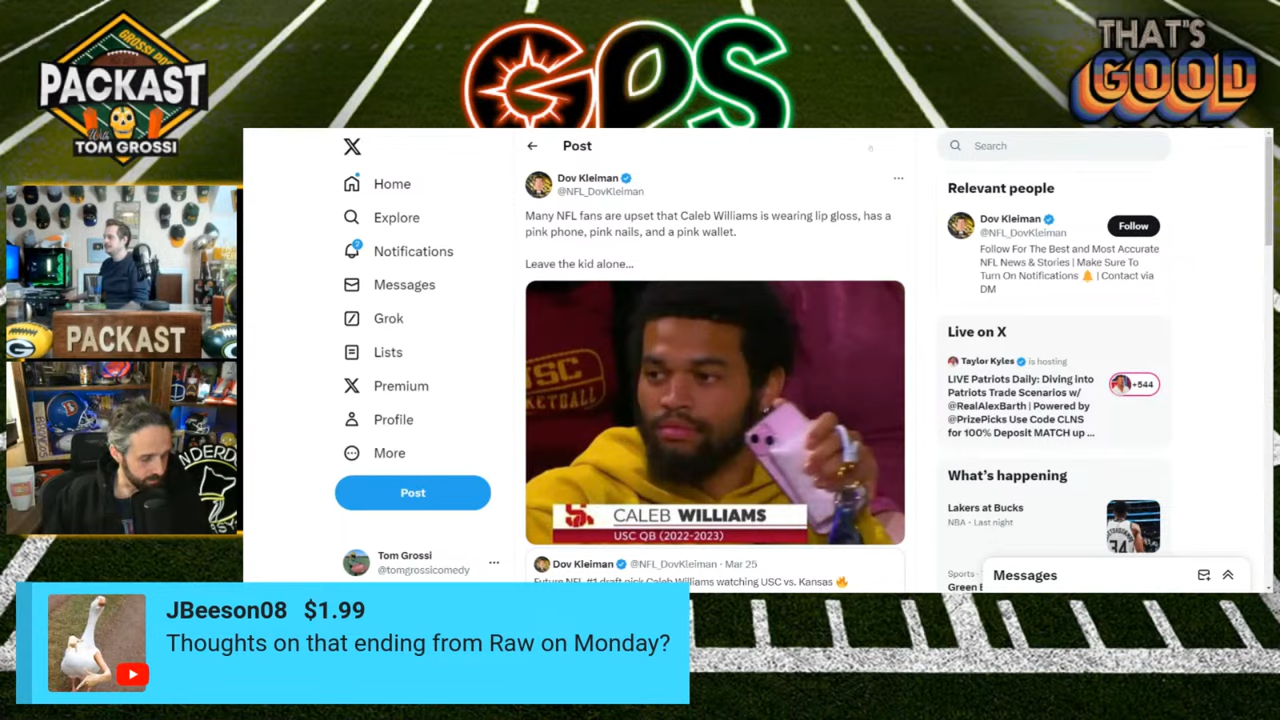 GROSSI POD
PACKAST
With
TOM GROSSI
GPS
THAT'S
GOOD
PACKAST
BRONCOS
Home
Explore
Notifications
Messages
Grok
Lists
Premium
Profile
More
Post
Tom Grossi
@tomgrossicomedy
Post
Dov Kleiman
@NFL_DovKleiman
Many NFL fans are upset that Caleb Williams is wearing lip gloss, has a
pink phone, pink nails, and a pink wallet.
Leave the kid alone...
CALEB WILLIAMS
USC QB (2022-2023)
Dov Kleiman @NFL_DovKleiman · Mar 25
Future NFL #1 draft pick Caleb Williams watching USC vs. Kansas 🔥
Search
Relevant people
Dov Kleiman
@NFL_DovKleiman
Follow
Follow For The Best and Most Accurate
NFL News & Stories | Make Sure To
Turn On Notifications 🔔 | Contact via
DM
Live on X
Taylor Kyles is hosting
LIVE Patriots Daily: Diving into
Patriots Trade Scenarios w/
@RealAlexBarth | Powered by
@PrizePicks Use Code CLNS
for 100% Deposit MATCH up ...
+544
What's happening
Lakers at Bucks
NBA · Last night
34
Sports ·
Green
Messages
JBeeson08 $1.99
Thoughts on that ending from Raw on Monday?